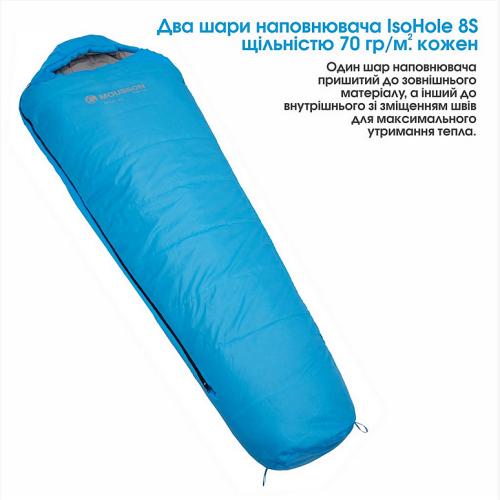 Два шари наповнювача IsoHole 8S
щільністю 70 гр/м². кожен
Один шар наповнювача
пришитий до зовнішнього
матеріалу, а інший до
внутрішнього зі зміщенням швів
для максимального
утримання тепла.
MOUSSON